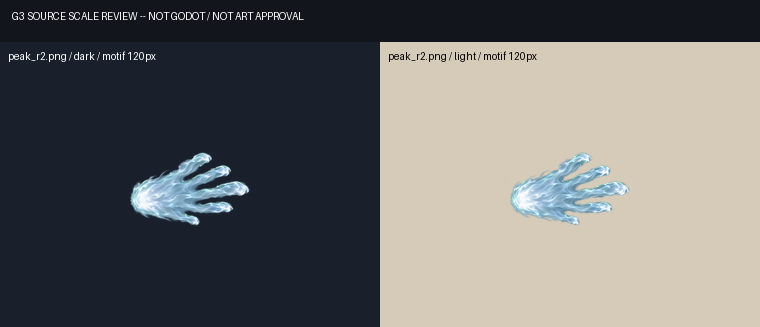 G3 SOURCE SCALE REVIEW -- NOT GODOT / NOT ART APPROVAL
peak_r2.png / dark / motif 120px
peak_r2.png / light / motif 120px